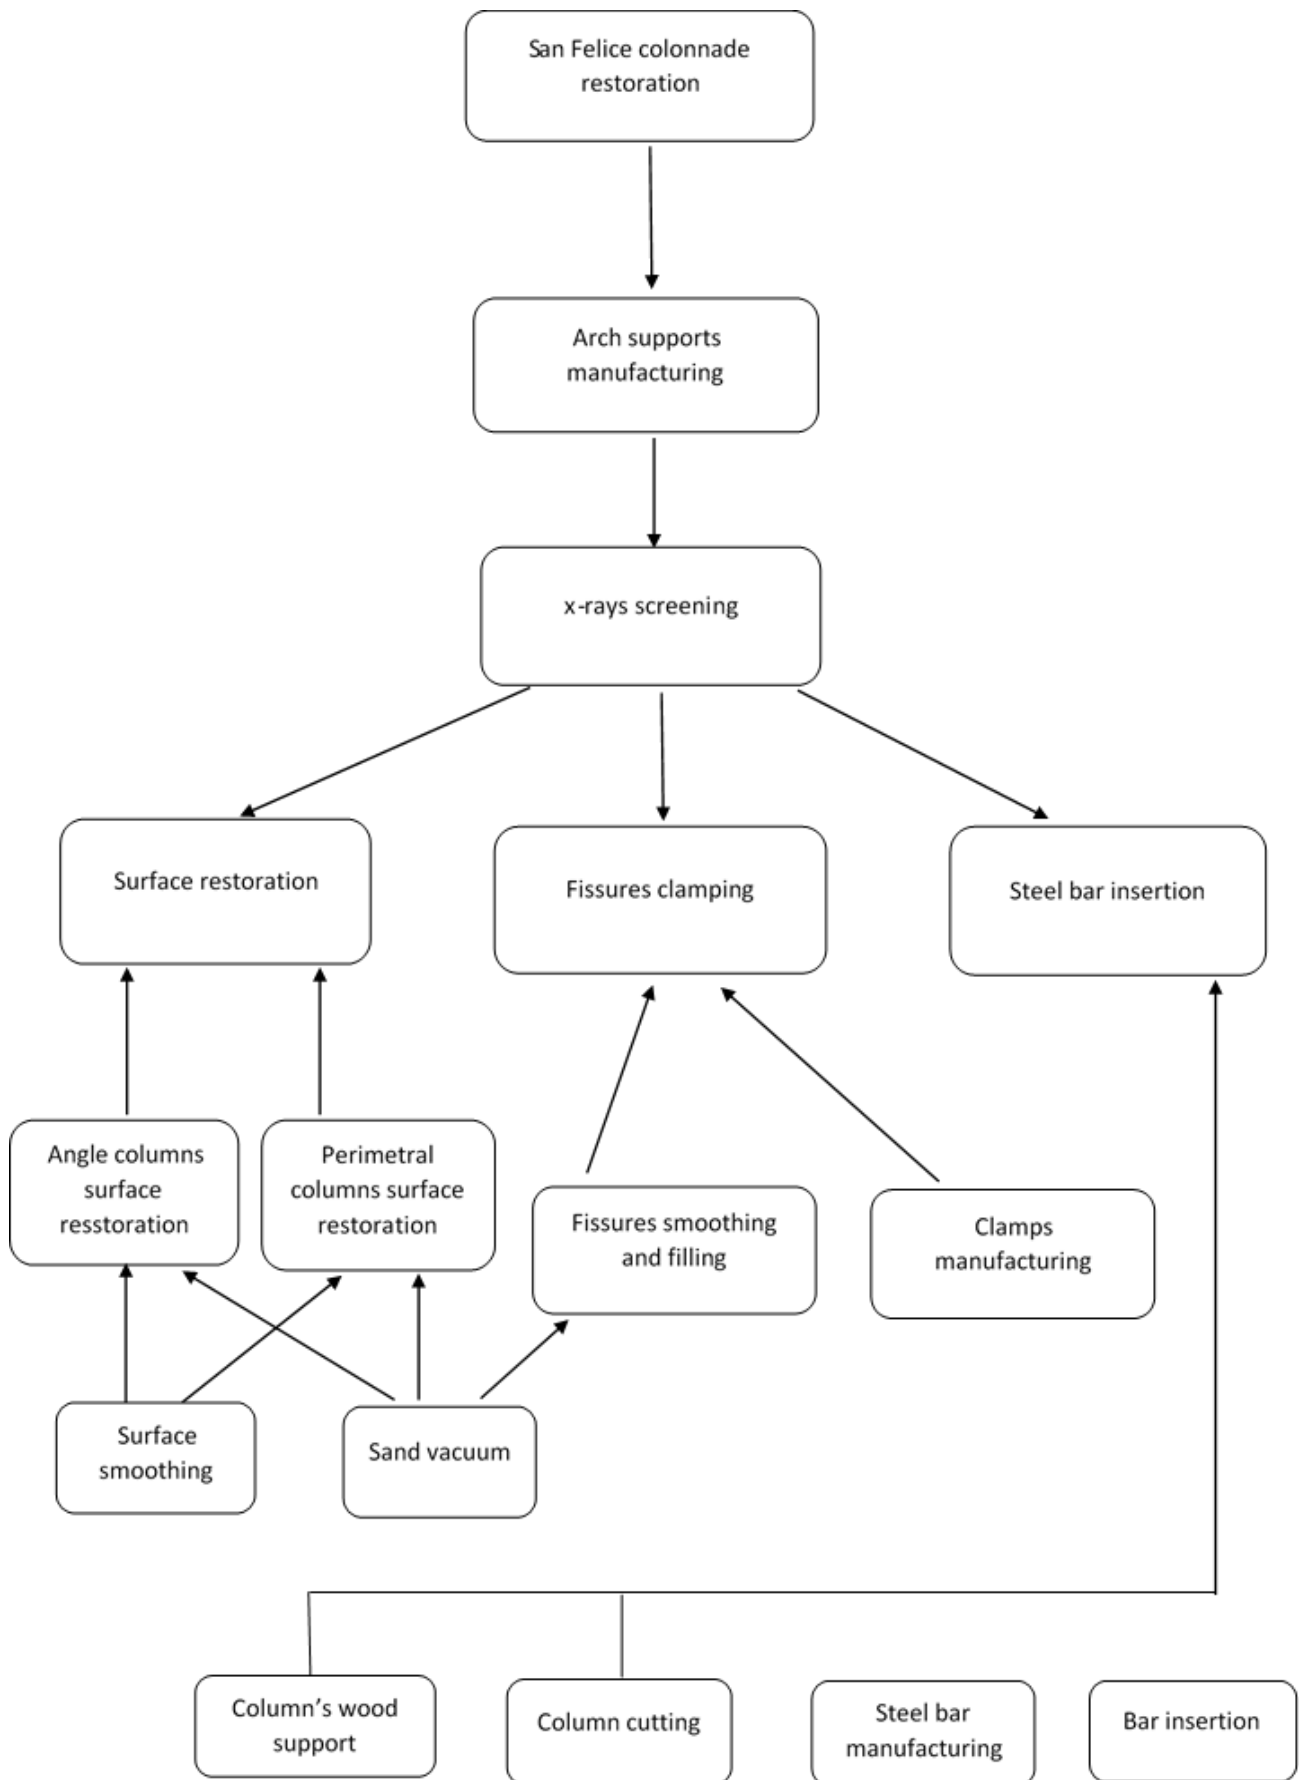 San Felice colonnade
restoration
Arch supports
manufacturing
x-rays screening
Surface restoration
Fissures clamping
Steel bar insertion
Angle columns
surface
resstoration
Perimetral
columns surface
restoration
Fissures smoothing
and filling
Clamps
manufacturing
Surface
smoothing
Sand vacuum
Column’s wood
support
Column cutting
Steel bar
manufacturing
Bar insertion